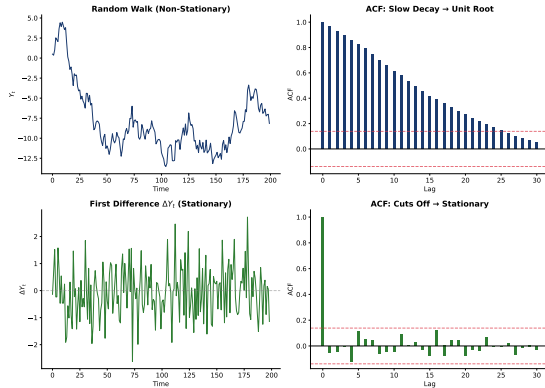 Random Walk (Non-Stationary)
5.0
2.5
0.0
−2.5
−5.0
−7.5
−10.0
−12.5
Yt
0 25 50 75 100 125 150 175 200
Time
ACF: Slow Decay → Unit Root
1.0
0.8
0.6
0.4
0.2
0.0
ACF
0 5 10 15 20 25 30
Lag
First Difference ΔYt (Stationary)
2
1
0
−1
−2
ΔYt
0 25 50 75 100 125 150 175 200
Time
ACF: Cuts Off → Stationary
1.0
0.8
0.6
0.4
0.2
0.0
ACF
0 5 10 15 20 25 30
Lag